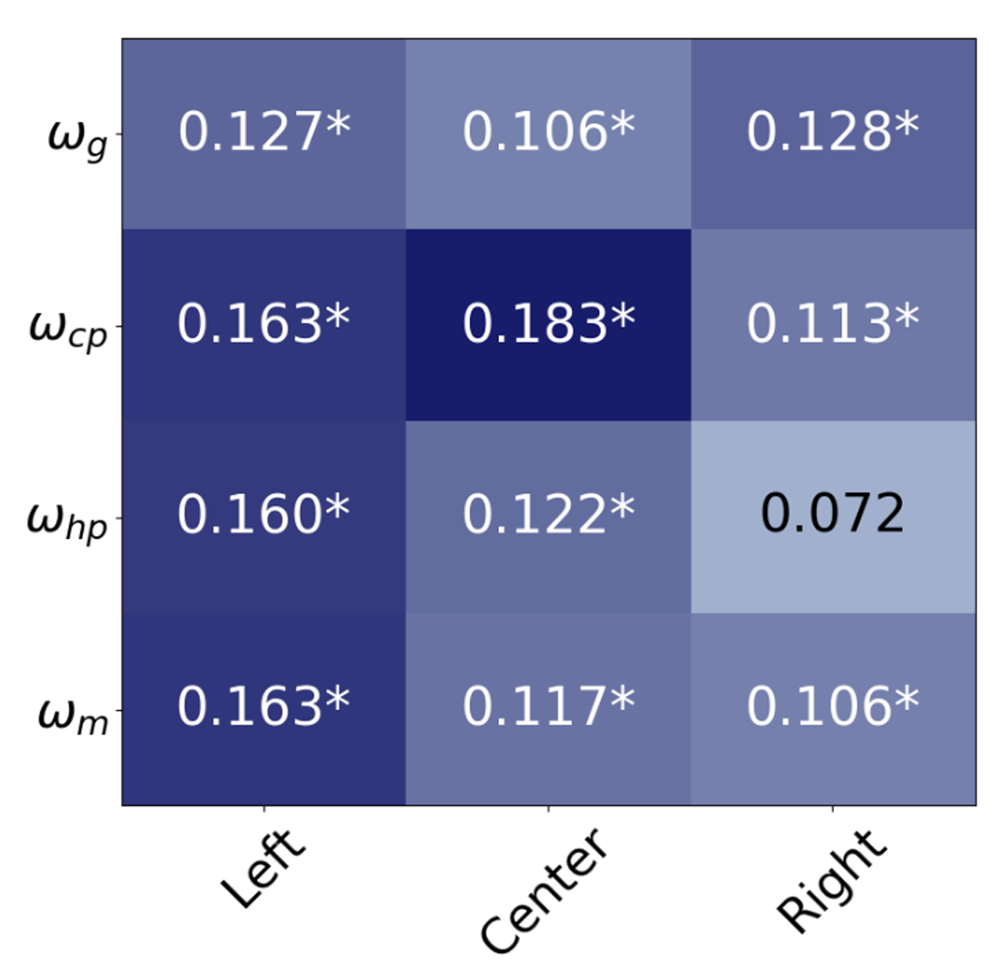 ω_g 0.127* 0.106* 0.128*
ω_cp 0.163* 0.183* 0.113*
ω_hp 0.160* 0.122* 0.072
ω_m 0.163* 0.117* 0.106*
Left Center Right